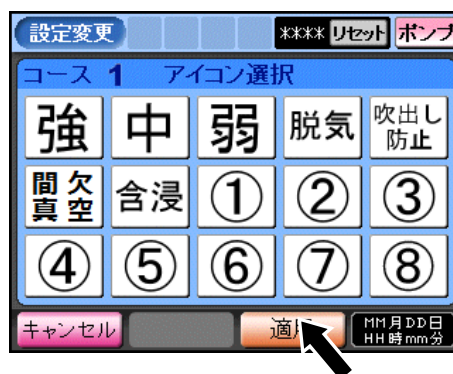 設定変更 **** リセット ポンプ
コース 1 アイコン選択
強 中 弱 脱気 吹出し防止
間欠真空 含浸 ① ② ③
④ ⑤ ⑥ ⑦ ⑧
キャンセル 適用 MM月DD日
HH時mm分